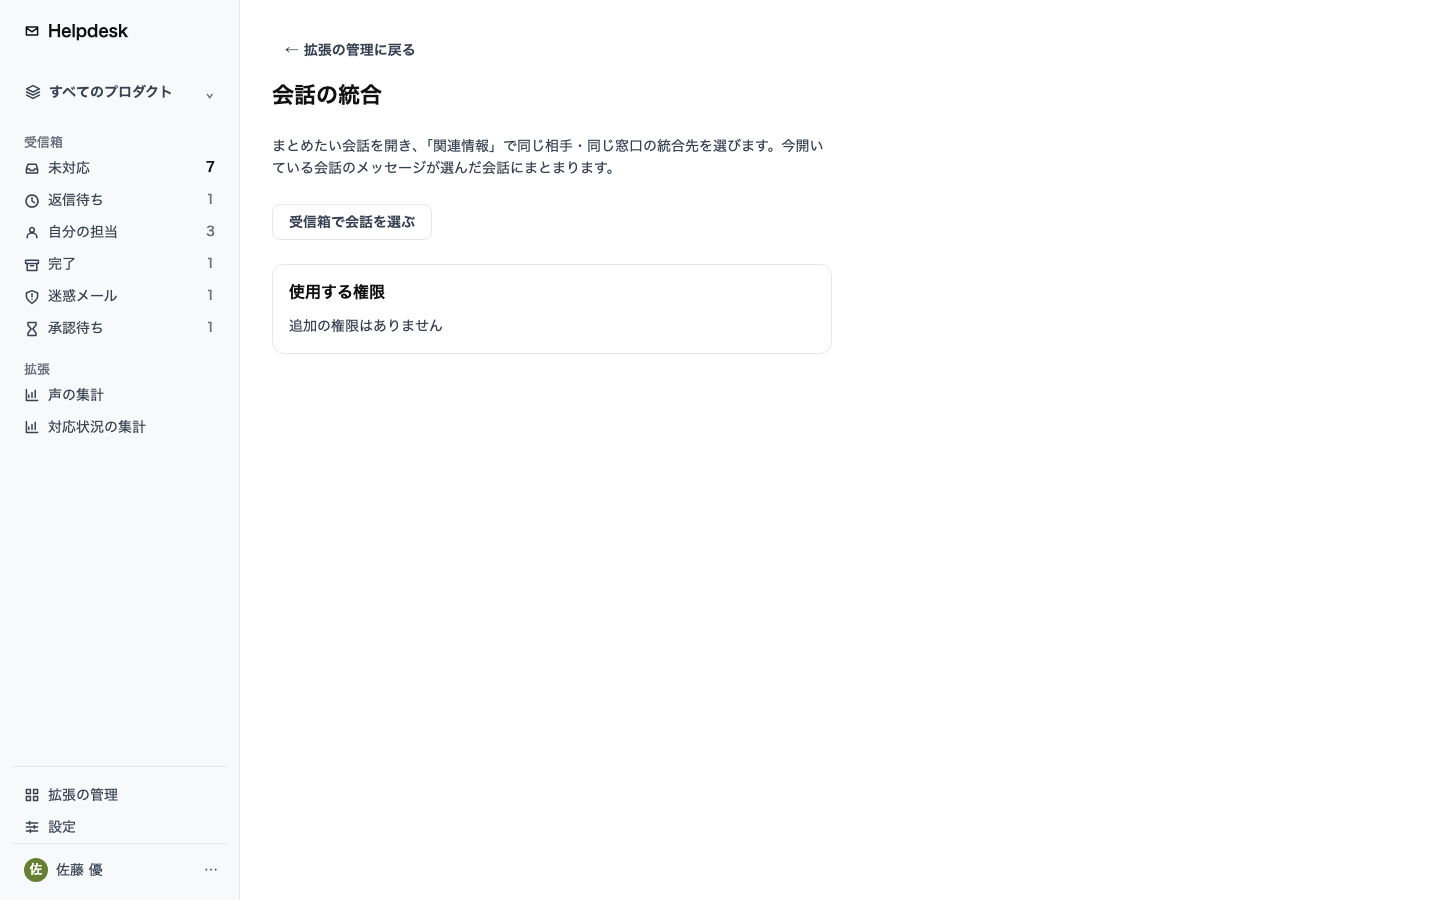 Helpdesk
すべてのプロダクト
受信箱
未対応 7
返信待ち 1
自分の担当 3
完了 1
迷惑メール 1
承認待ち 1
拡張
声の集計
対応状況の集計
拡張の管理
設定
佐 佐藤 優 …
← 拡張の管理に戻る
会話の統合
まとめたい会話を開き、「関連情報」で同じ相手・同じ窓口の統合先を選びます。今開い
ている会話のメッセージが選んだ会話にまとまります。
受信箱で会話を選ぶ
使用する権限
追加の権限はありません